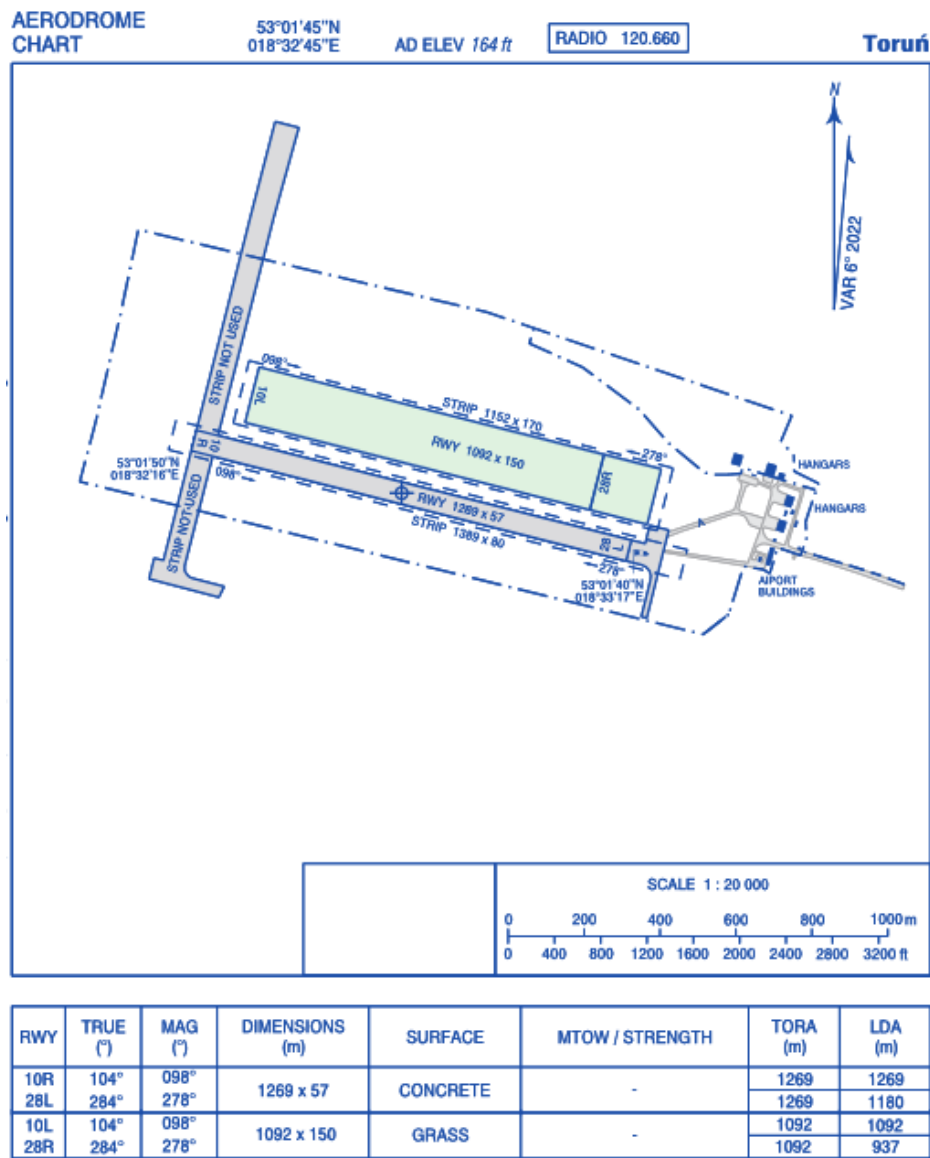 AERODROME
CHART
53°01'45"N
018°32'45"E
AD ELEV 164 ft
RADIO 120.660
Toruń
N
VAR 6° 2022
STRIP NOT USED
098°
10L
STRIP 1152 x 170
RWY 1092 x 150
278°
28R
HANGARS
HANGARS
10
R
53°01'50"N
018°32'16"E
098°
RWY 1269 x 57
STRIP 1389 x 80
28
L
278°
A
STRIP NOT USED
53°01'40"N
018°33'17"E
AIPORT
BUILDINGS
SCALE 1 : 20 000
0 200 400 600 800 1000m
0 400 800 1200 1600 2000 2400 2800 3200 ft
RWY TRUE (°) MAG (°) DIMENSIONS (m) SURFACE MTOW / STRENGTH TORA (m) LDA (m)
10R 104° 098° 1269 x 57 CONCRETE - 1269 1269
28L 284° 278° 1269 1180
10L 104° 098° 1092 x 150 GRASS - 1092 1092
28R 284° 278° 1092 937